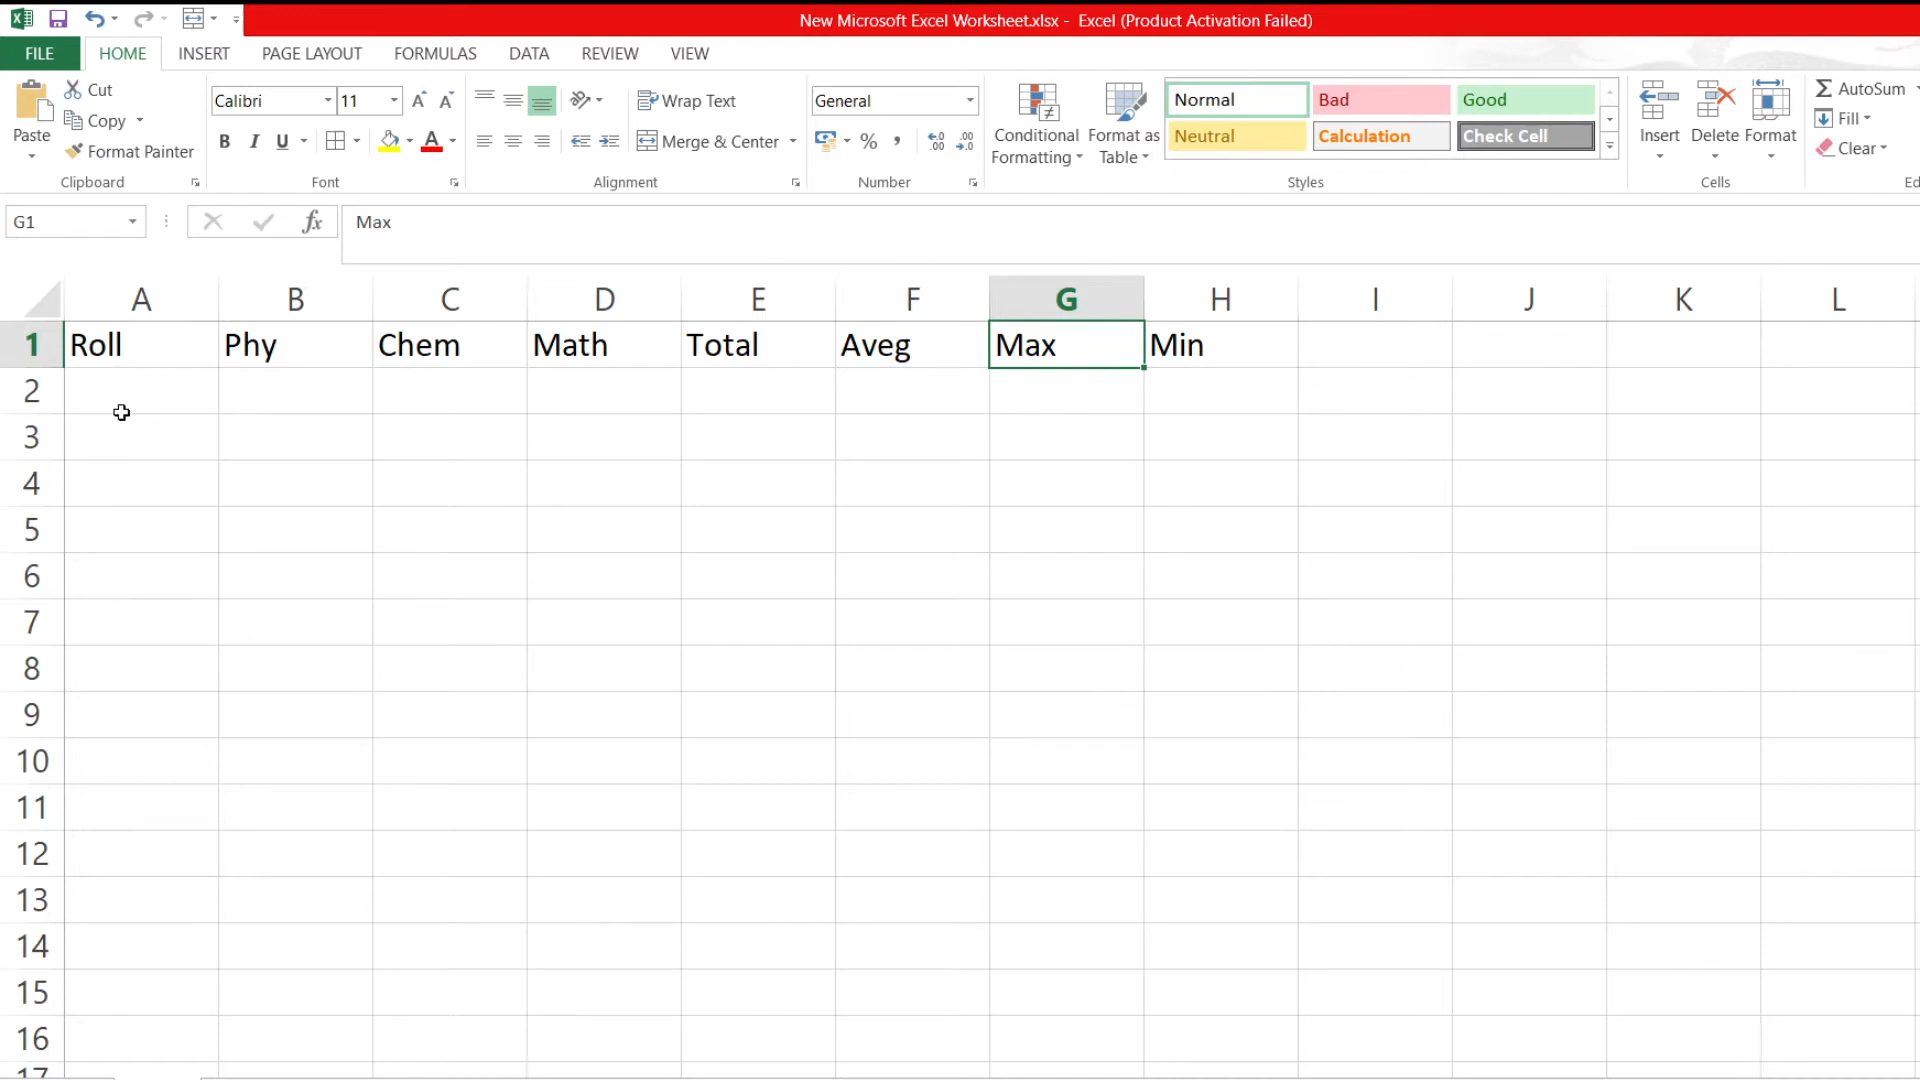 New Microsoft Excel Worksheet.xlsx - Excel (Product Activation Failed)
FILE HOME INSERT PAGE LAYOUT FORMULAS DATA REVIEW VIEW
Paste
Cut
Copy
Format Painter
Clipboard
Calibri 11
B I U A
Font
Wrap Text
Merge & Center
Alignment
General
% ,
Number
Conditional Formatting
Format as Table
Normal Bad Good
Neutral Calculation Check Cell
Styles
Insert Delete Format
Cells
AutoSum
Fill
Clear
Ed
G1 fx Max
A B C D E F G H I J K L
1 Roll Phy Chem Math Total Aveg Max Min
2
3
4
5
6
7
8
9
10
11
12
13
14
15
16
17